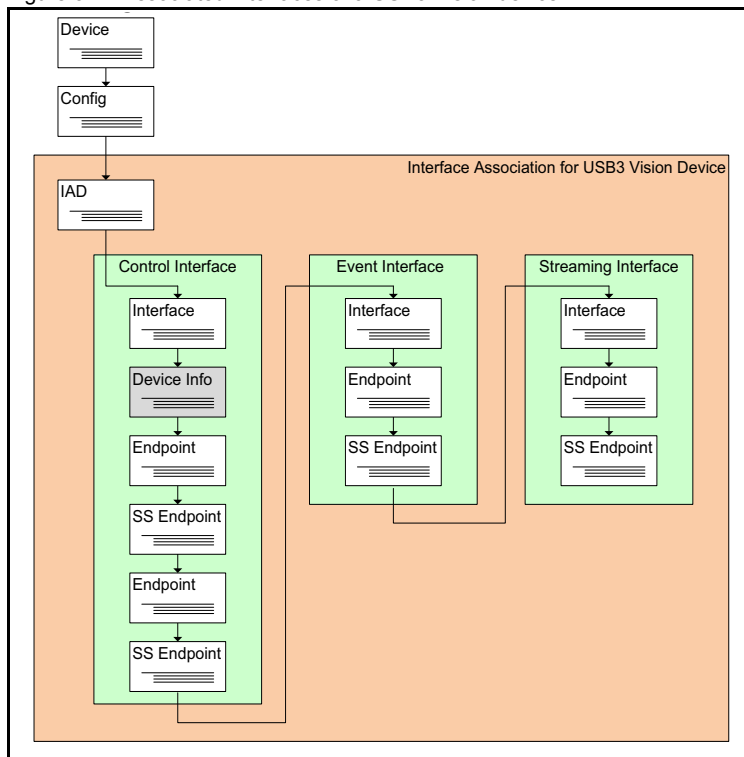 Device
Config
Interface Association for USB3 Vision Device
IAD
Control Interface
Interface
Device Info
Endpoint
SS Endpoint
Endpoint
SS Endpoint
Event Interface
Interface
Endpoint
SS Endpoint
Streaming Interface
Interface
Endpoint
SS Endpoint